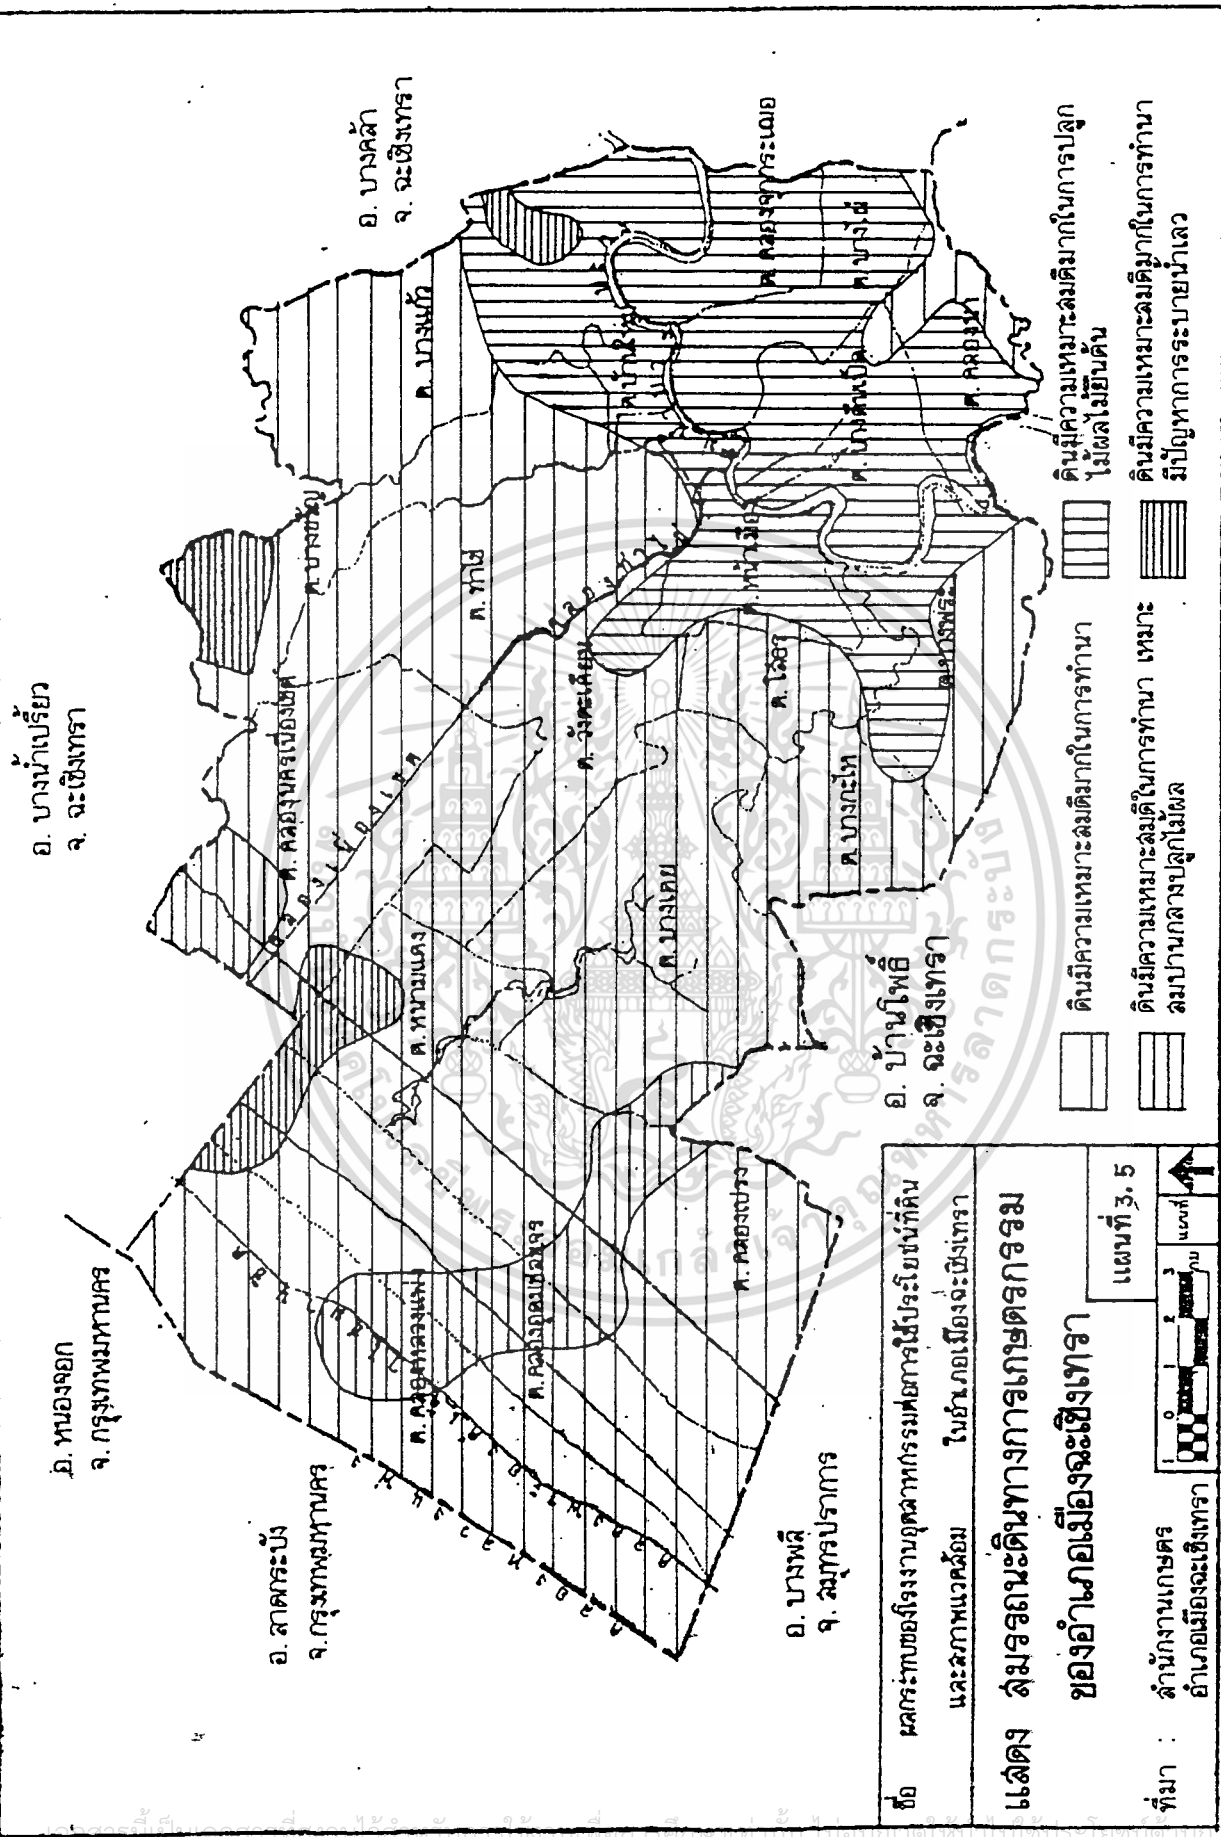 อ. หนองจอก
จ. กรุงเทพมหานคร
อ. บางน้ำเปรี้ยว
จ. ฉะเชิงเทรา
อ. บางคล้า
จ. ฉะเชิงเทรา
อ. ลาดกระบัง
จ. กรุงเทพมหานคร
อ. บางพลี
จ. สมุทรปราการ
อ. บ้านโพธิ์
จ. ฉะเชิงเทรา
ต. คลองนครเนื่องเขต
ต. บางขวัญ
ต. บางแก้ว
ต. ท่าไข่
ต. วังตะเคียน
ต. หนามแดง
ต. บางเตย
ต. คลองหลวงแพ่ง
ต. คลองอุดมชลจร
ต. คลองเปรง
ต. บางกะไห
ต. โสธร
ต. บางพระ
ต. หน้าเมือง
ต. บ้านใหม่
ต. บางตีนเป็ด
ต. คลองนา
ต. บางไผ่
ต. คลองจุกกระเฌอ
ดินมีความเหมาะสมดีมากในการทำนา
ดินมีความเหมาะสมดีในการทำนา เหมาะ
สมปานกลางปลูกไม้ผล
ดินมีความเหมาะสมดีมากในการปลูก
ไม้ผลไม้ยืนต้น
ดินมีความเหมาะสมดีมากในการทำนา
มีปัญหาการระบายน้ำเลว
ชื่อ ผลกระทบของโรงงานอุตสาหกรรมต่อการใช้ประโยชน์ที่ดิน
และสภาพแวดล้อม ในอำเภอเมืองฉะเชิงเทรา
แสดง สมรรถนะดินทางการเกษตรกรรม
ของอำเภอเมืองฉะเชิงเทรา
แผนที่ 3.5
ที่มา : สำนักงานเกษตร
อำเภอเมืองฉะเชิงเทรา
1 0 1 2 3 กม
แผนที่